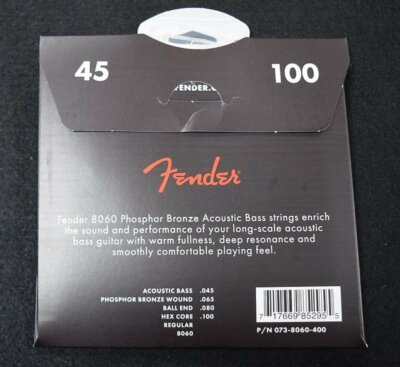 45 100
FENDER.
Fender
Fender 8060 Phosphor Bronze Acoustic Bass strings enrich
the sound and performance of your long-scale acoustic
bass guitar with warm fullness, deep resonance and
smoothly comfortable playing feel.
ACOUSTIC BASS .045
PHOSPHOR BRONZE WOUND .065
BALL END .080
HEX CORE .100
REGULAR
8060
7 17669 85295 5
P/N 073-8060-400